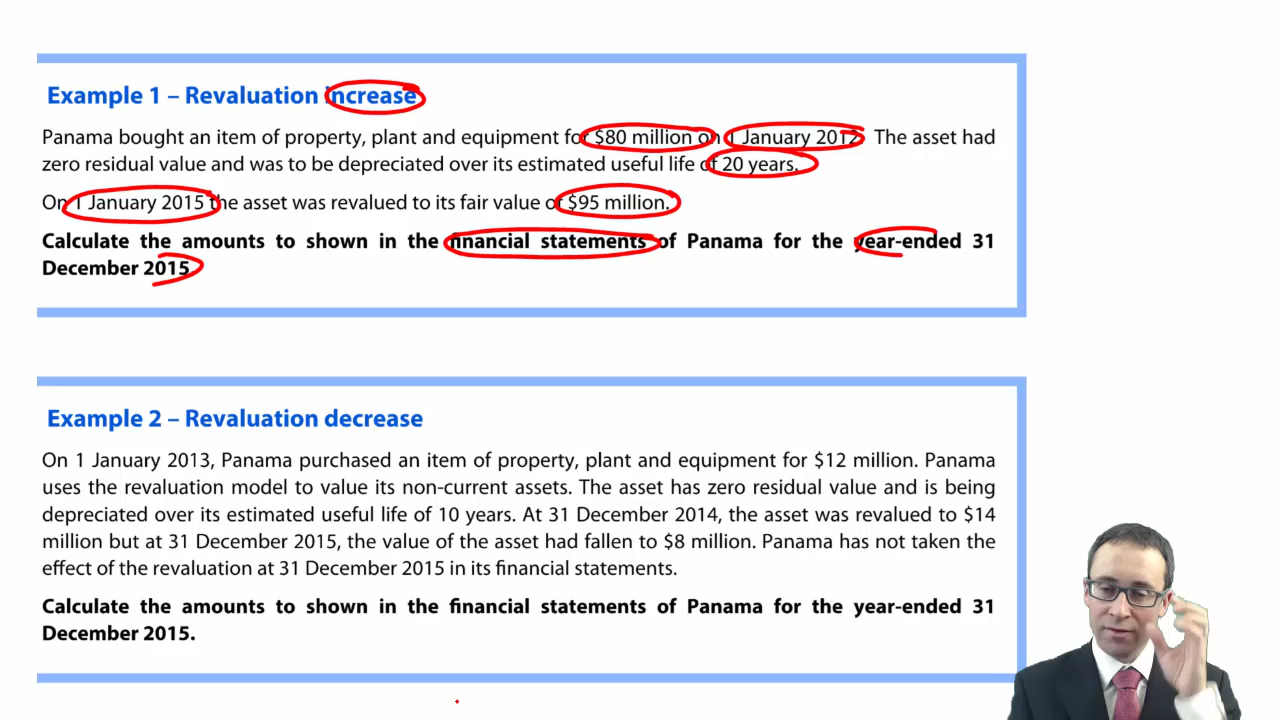 Example 1 – Revaluation increase
Panama bought an item of property, plant and equipment for $80 million on 1 January 2012. The asset had
zero residual value and was to be depreciated over its estimated useful life of 20 years.
On 1 January 2015 the asset was revalued to its fair value of $95 million.
Calculate the amounts to shown in the financial statements of Panama for the year-ended 31
December 2015
Example 2 – Revaluation decrease
On 1 January 2013, Panama purchased an item of property, plant and equipment for $12 million. Panama
uses the revaluation model to value its non-current assets. The asset has zero residual value and is being
depreciated over its estimated useful life of 10 years. At 31 December 2014, the asset was revalued to $14
million but at 31 December 2015, the value of the asset had fallen to $8 million. Panama has not taken the
effect of the revaluation at 31 December 2015 in its financial statements.
Calculate the amounts to shown in the financial statements of Panama for the year-ended 31
December 2015.